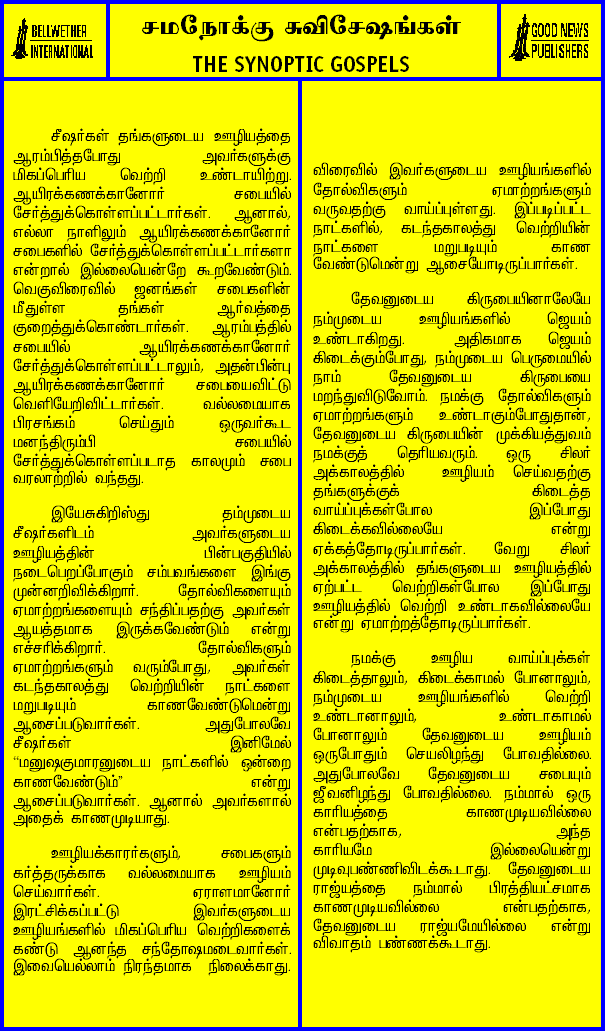 BELLWETHER
INTERNATIONAL
சமநோக்கு சுவிசேஷங்கள்
THE SYNOPTIC GOSPELS
GOOD NEWS
PUBLISHERS
சீஷர்கள் தங்களுடைய ஊழியத்தை
ஆரம்பித்தபோது அவர்களுக்கு
மிகப்பெரிய வெற்றி உண்டாயிற்று.
ஆயிரக்கணக்கானோர் சபையில்
சேர்த்துக்கொள்ளப்பட்டார்கள். ஆனால்,
எல்லா நாளிலும் ஆயிரக்கணக்கானோர்
சபைகளில் சேர்த்துக்கொள்ளப்பட்டார்களா
என்றால் இல்லையென்றே கூறவேண்டும்.
வெகுவிரைவில் ஜனங்கள் சபைகளின்
மீதுள்ள தங்கள் ஆர்வத்தை
குறைத்துக்கொண்டார்கள். ஆரம்பத்தில்
சபையில் ஆயிரக்கணக்கானோர்
சேர்த்துக்கொள்ளப்பட்டாலும், அதன்பின்பு
ஆயிரக்கணக்கானோர் சபையைவிட்டு
வெளியேறிவிட்டார்கள். வல்லமையாக
பிரசங்கம் செய்தும் ஒருவர்கூட
மனந்திரும்பி சபையில்
சேர்த்துக்கொள்ளப்படாத காலமும் சபை
வரலாற்றில் வந்தது.
இயேசுகிறிஸ்து தம்முடைய
சீஷர்களிடம் அவர்களுடைய
ஊழியத்தின் பின்பகுதியில்
நடைபெறப்போகும் சம்பவங்களை இங்கு
முன்னறிவிக்கிறார். தோல்விகளையும்
ஏமாற்றங்களையும் சந்திப்பதற்கு அவர்கள்
ஆயத்தமாக இருக்கவேண்டும் என்று
எச்சரிக்கிறார். தோல்விகளும்
ஏமாற்றங்களும் வரும்போது, அவர்கள்
கடந்தகாலத்து வெற்றியின் நாட்களை
மறுபடியும் காணவேண்டுமென்று
ஆசைப்படுவார்கள். அதுபோலவே
சீஷர்கள் இனிமேல்
“மனுஷகுமாரனுடைய நாட்களில் ஒன்றை
காணவேண்டும்” என்று
ஆசைப்படுவார்கள். ஆனால் அவர்களால்
அதைக் காணமுடியாது.
ஊழியக்காரர்களும், சபைகளும்
கர்த்தருக்காக வல்லமையாக ஊழியம்
செய்வார்கள். ஏராளமானோர்
இரட்சிக்கப்பட்டு இவர்களுடைய
ஊழியங்களில் மிகப்பெரிய வெற்றிகளைக்
கண்டு ஆனந்த சந்தோஷமடைவார்கள்.
இவையெல்லாம் நிரந்தமாக நிலைக்காது.
விரைவில் இவர்களுடைய ஊழியங்களில்
தோல்விகளும் ஏமாற்றங்களும்
வருவதற்கு வாய்ப்புள்ளது. இப்படிப்பட்ட
நாட்களில், கடந்தகாலத்து வெற்றியின்
நாட்களை மறுபடியும் காண
வேண்டுமென்று ஆசையோடிருப்பார்கள்.
தேவனுடைய கிருபையினாலேயே
நம்முடைய ஊழியங்களில் ஜெயம்
உண்டாகிறது. அதிகமாக ஜெயம்
கிடைக்கும்போது, நம்முடைய பெருமையில்
நாம் தேவனுடைய கிருபையை
மறந்துவிடுவோம். நமக்கு தோல்விகளும்
ஏமாற்றங்களும் உண்டாகும்போதுதான்,
தேவனுடைய கிருபையின் முக்கியத்துவம்
நமக்குத் தெரியவரும். ஒரு சிலர்
அக்காலத்தில் ஊழியம் செய்வதற்கு
தங்களுக்குக் கிடைத்த
வாய்ப்புக்கள்போல இப்போது
கிடைக்கவில்லையே என்று
ஏக்கத்தோடிருப்பார்கள். வேறு சிலர்
அக்காலத்தில் தங்களுடைய ஊழியத்தில்
ஏற்பட்ட வெற்றிகள்போல இப்போது
ஊழியத்தில் வெற்றி உண்டாகவில்லையே
என்று ஏமாற்றத்தோடிருப்பார்கள்.
நமக்கு ஊழிய வாய்ப்புக்கள்
கிடைத்தாலும், கிடைக்காமல் போனாலும்,
நம்முடைய ஊழியங்களில் வெற்றி
உண்டானாலும், உண்டாகாமல்
போனாலும் தேவனுடைய ஊழியம்
ஒருபோதும் செயலிழந்து போவதில்லை.
அதுபோலவே தேவனுடைய சபையும்
ஜீவனிழந்து போவதில்லை. நம்மால் ஒரு
காரியத்தை காணமுடியவில்லை
என்பதற்காக, அந்த
காரியமே இல்லையென்று
முடிவுபண்ணிவிடக்கூடாது. தேவனுடைய
ராஜ்யத்தை நம்மால் பிரத்தியட்சமாக
காணமுடியவில்லை என்பதற்காக,
தேவனுடைய ராஜ்யமேயில்லை என்று
விவாதம் பண்ணக்கூடாது.